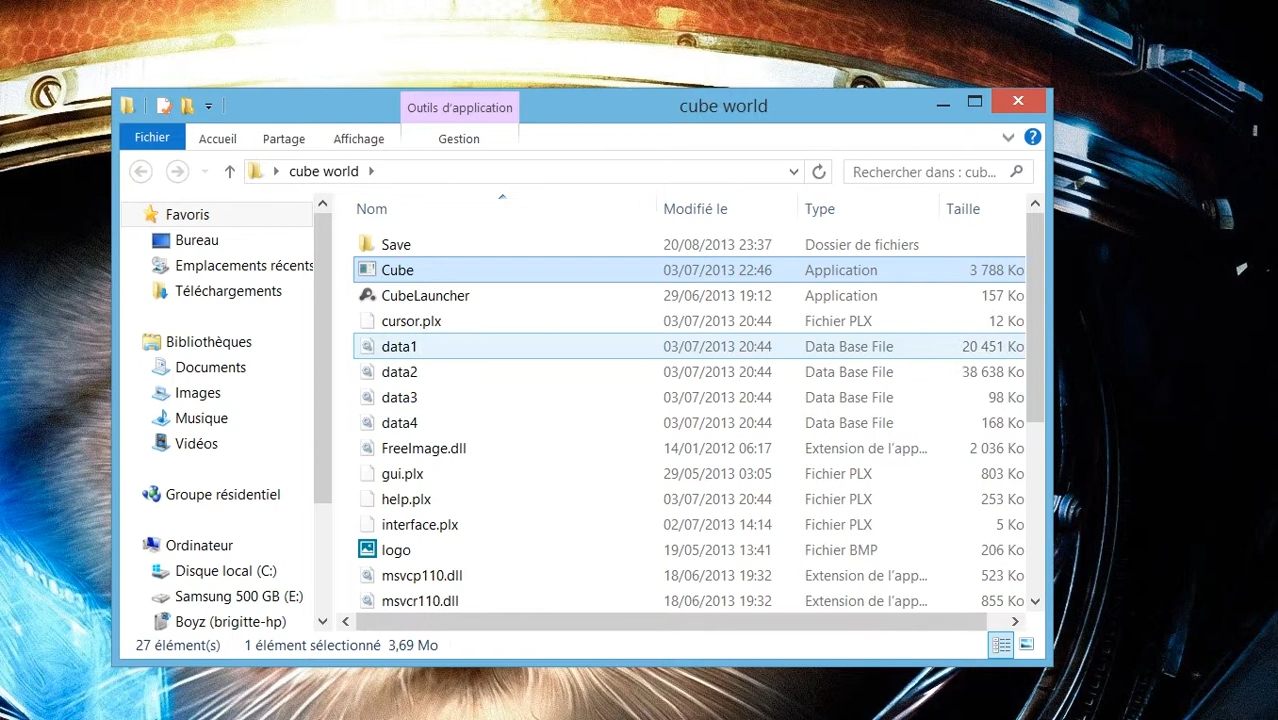 Outils d'application
cube world
Fichier
Accueil
Partage
Affichage
Gestion
cube world
Rechercher dans : cub...
Nom
Modifié le
Type
Taille
Favoris
Bureau
Emplacements récents
Téléchargements
Bibliothèques
Documents
Images
Musique
Vidéos
Groupe résidentiel
Ordinateur
Disque local (C:)
Samsung 500 GB (E:)
Boyz (brigitte-hp)
Save 20/08/2013 23:37 Dossier de fichiers
Cube 03/07/2013 22:46 Application 3 788 Ko
CubeLauncher 29/06/2013 19:12 Application 157 Ko
cursor.plx 03/07/2013 20:44 Fichier PLX 12 Ko
data1 03/07/2013 20:44 Data Base File 20 451 Ko
data2 03/07/2013 20:44 Data Base File 38 638 Ko
data3 03/07/2013 20:44 Data Base File 98 Ko
data4 03/07/2013 20:44 Data Base File 168 Ko
FreeImage.dll 14/01/2012 06:17 Extension de l'app... 2 036 Ko
gui.plx 29/05/2013 03:05 Fichier PLX 803 Ko
help.plx 03/07/2013 20:44 Fichier PLX 253 Ko
interface.plx 02/07/2013 14:14 Fichier PLX 5 Ko
logo 19/05/2013 13:41 Fichier BMP 206 Ko
msvcp110.dll 18/06/2013 19:32 Extension de l'app... 523 Ko
msvcr110.dll 18/06/2013 19:32 Extension de l'app... 855 Ko
27 élément(s) 1 élément sélectionné 3,69 Mo